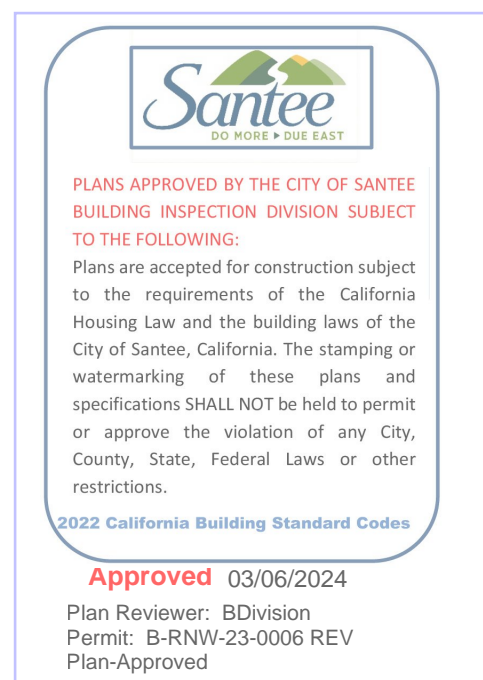 Santee
DO MORE ▶ DUE EAST
PLANS APPROVED BY THE CITY OF SANTEE
BUILDING INSPECTION DIVISION SUBJECT
TO THE FOLLOWING:
Plans are accepted for construction subject
to the requirements of the California
Housing Law and the building laws of the
City of Santee, California. The stamping or
watermarking of these plans and
specifications SHALL NOT be held to permit
or approve the violation of any City,
County, State, Federal Laws or other
restrictions.
2022 California Building Standard Codes
Approved 03/06/2024
Plan Reviewer: BDivision
Permit: B-RNW-23-0006 REV
Plan-Approved